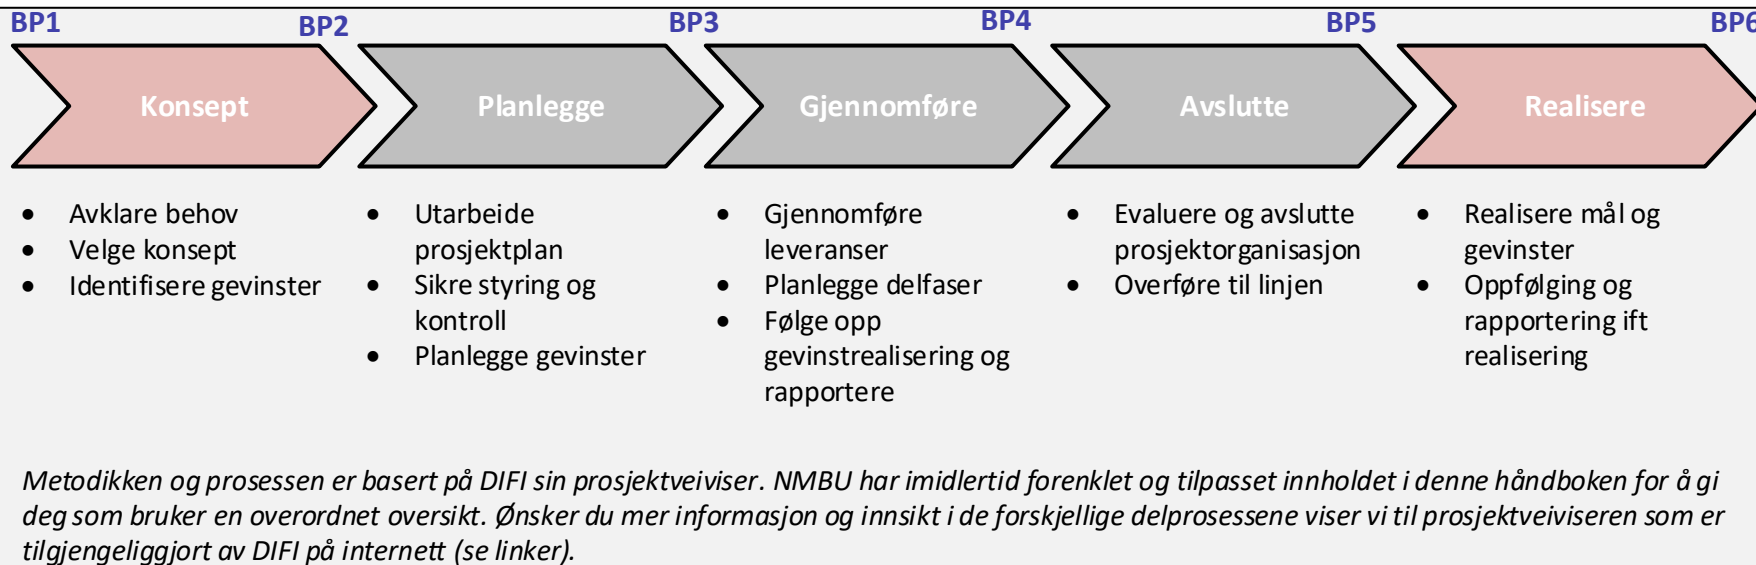 BP1
BP2
BP3
BP4
BP5
BP6
Konsept
Planlegge
Gjennomføre
Avslutte
Realisere
• Avklare behov
• Velge konsept
• Identifisere gevinster
• Utarbeide
prosjektplan
• Sikre styring og
kontroll
• Planlegge gevinster
• Gjennomføre
leveranser
• Planlegge delfaser
• Følge opp
gevinstrealisering og
rapportere
• Evaluere og avslutte
prosjektorganisasjon
• Overføre til linjen
• Realisere mål og
gevinster
• Oppfølging og
rapportering ift
realisering
Metodikken og prosessen er basert på DIFI sin prosjektveiviser. NMBU har imidlertid forenklet og tilpasset innholdet i denne håndboken for å gi
deg som bruker en overordnet oversikt. Ønsker du mer informasjon og innsikt i de forskjellige delprosessene viser vi til prosjektveiviseren som er
tilgjengeliggjort av DIFI på internett (se linker).